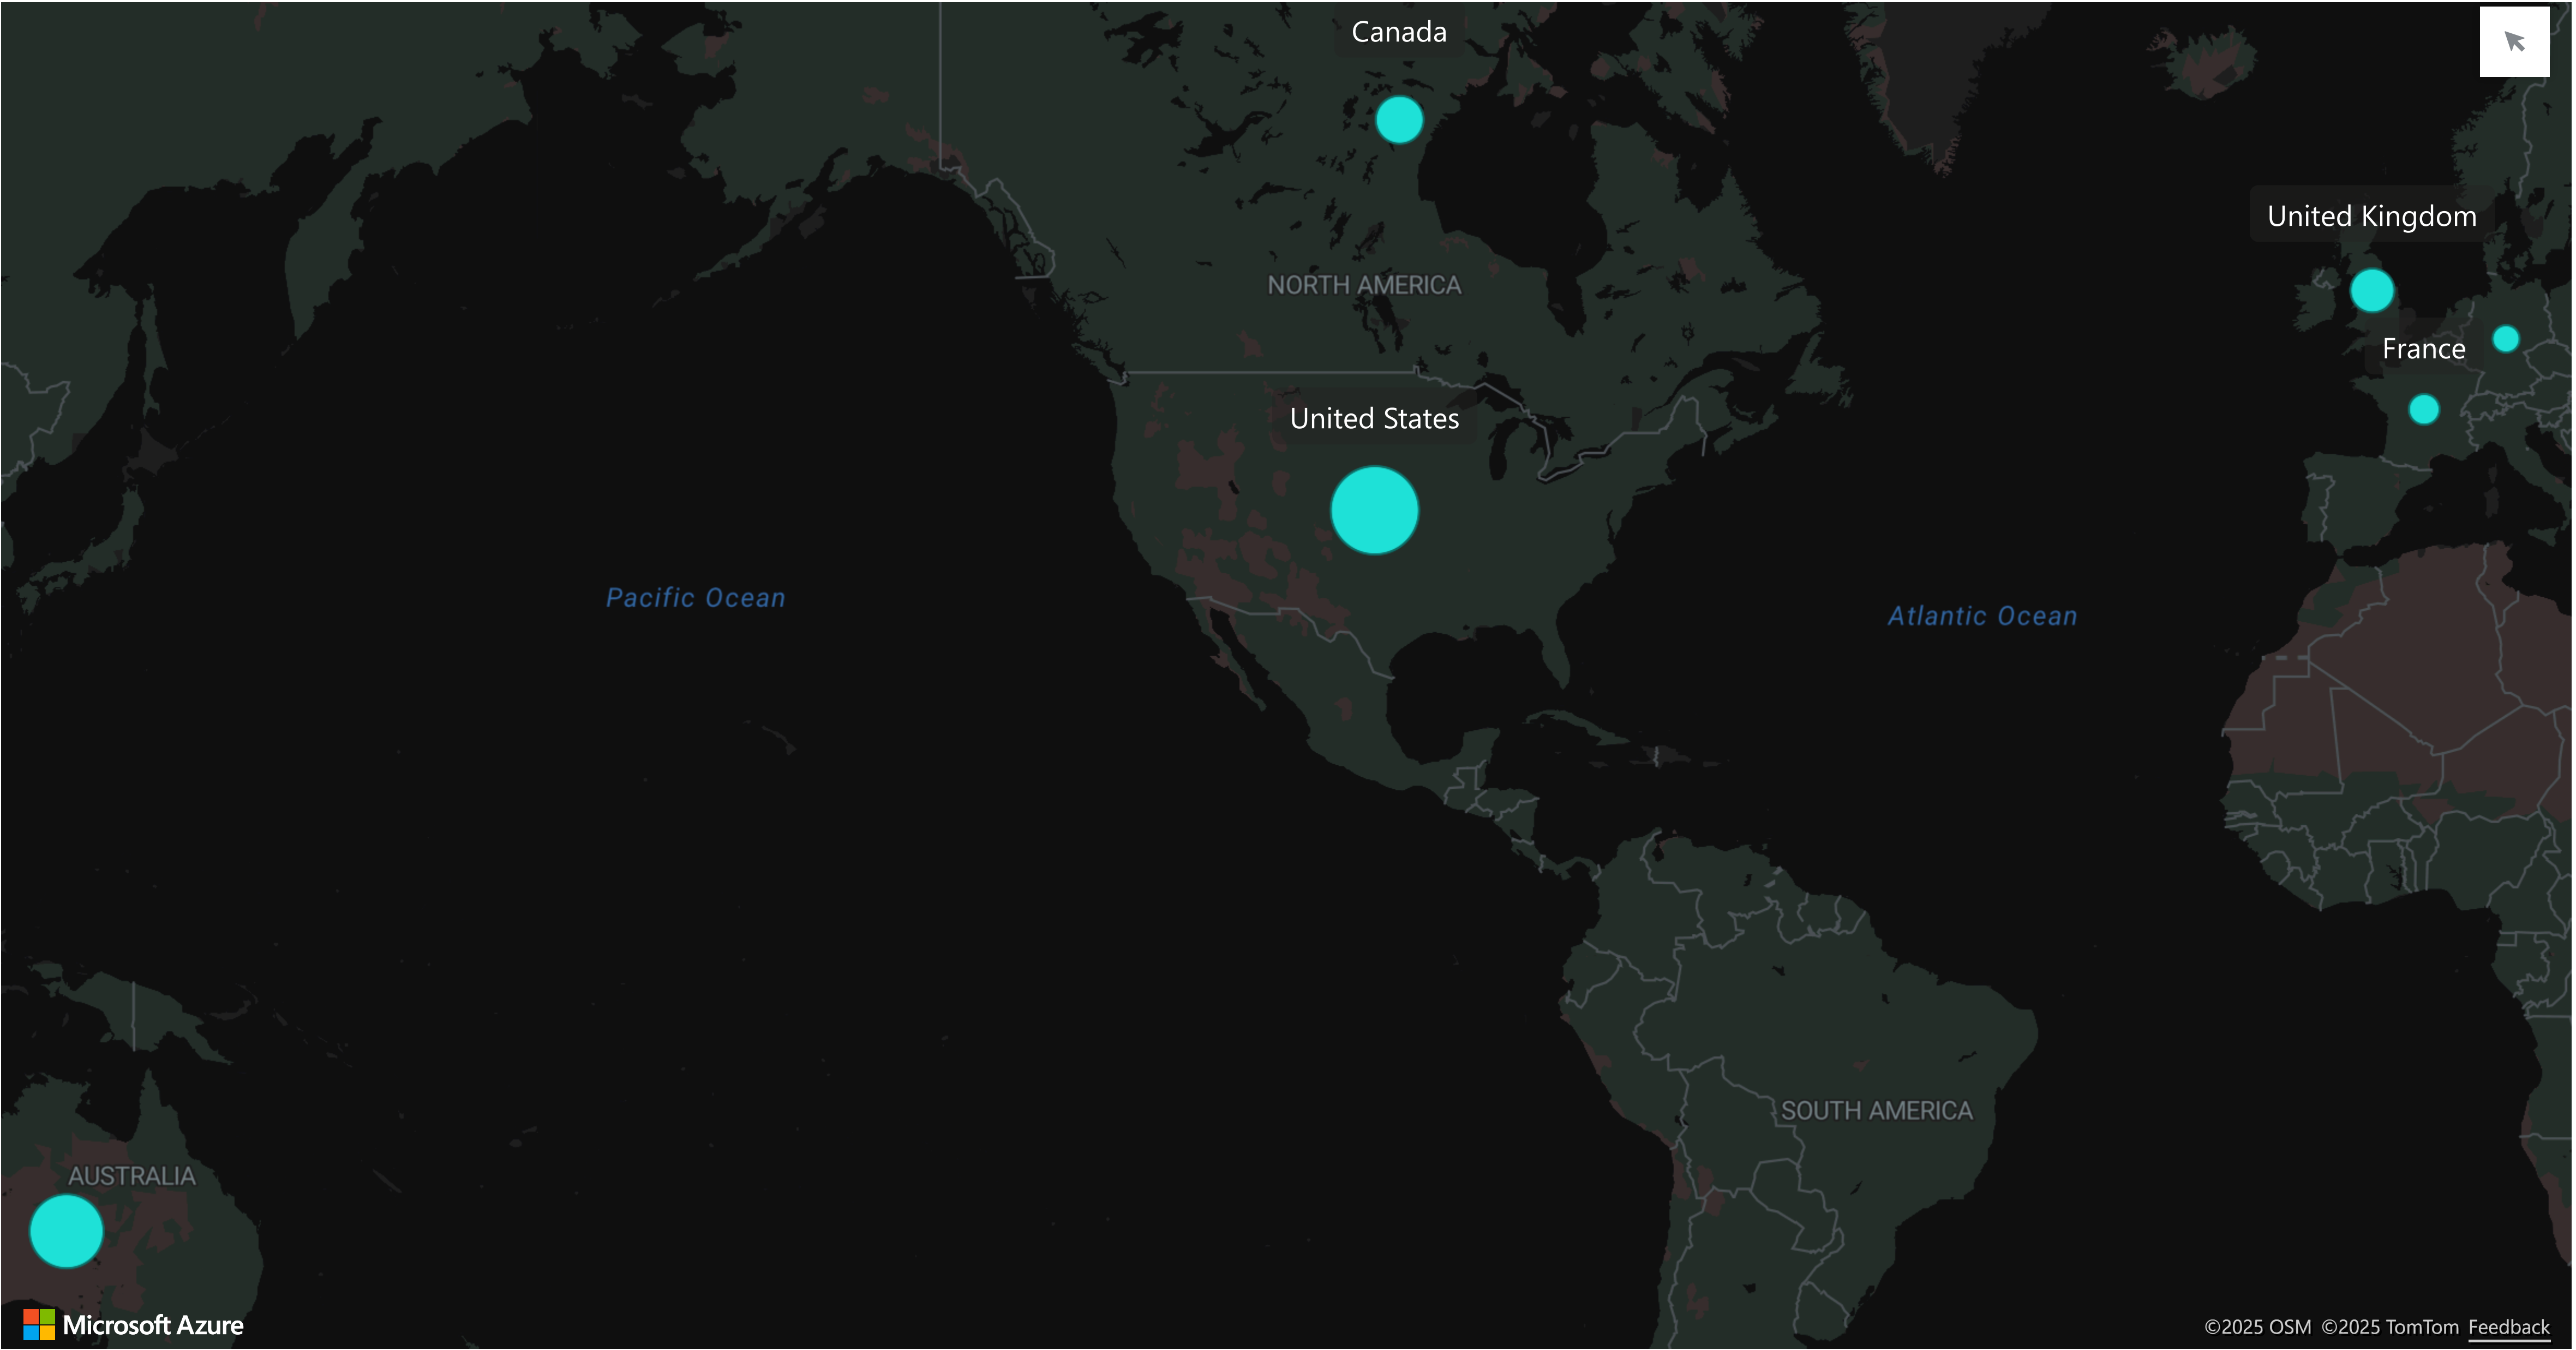 Canada
United Kingdom
NORTH AMERICA
France
United States
Pacific Ocean
Atlantic Ocean
SOUTH AMERICA
AUSTRALIA
Microsoft Azure
©2025 OSM ©2025 TomTom Feedback